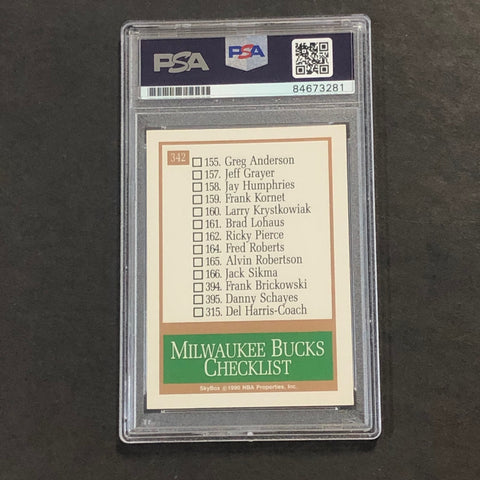 PSA
PSA
84673281
342
155. Greg Anderson
157. Jeff Grayer
158. Jay Humphries
159. Frank Kornet
160. Larry Krystkowiak
161. Brad Lohaus
162. Ricky Pierce
164. Fred Roberts
165. Alvin Robertson
166. Jack Sikma
394. Frank Brickowski
395. Danny Schayes
315. Del Harris-Coach
MILWAUKEE BUCKS
CHECKLIST
SkyBox © 1990 NBA Properties, Inc.